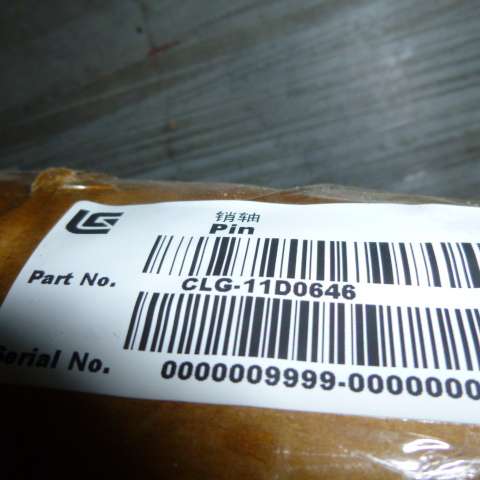 销轴
Pin
Part No. CLG-11D0646
Serial No. 0000009999-0000000